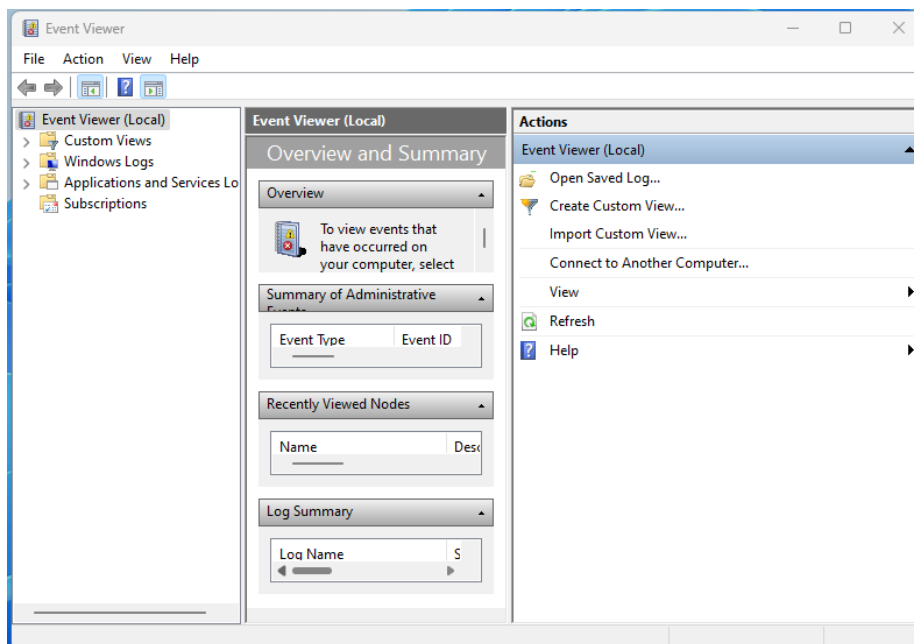 Event Viewer
File Action View Help
Event Viewer (Local)
Custom Views
Windows Logs
Applications and Services Lo
Subscriptions
Event Viewer (Local)
Overview and Summary
Overview
To view events that
have occurred on
your computer, select
Summary of Administrative
Events
Event Type Event ID
Recently Viewed Nodes
Name Desc
Log Summary
Log Name S
Actions
Event Viewer (Local)
Open Saved Log...
Create Custom View...
Import Custom View...
Connect to Another Computer...
View
Refresh
Help